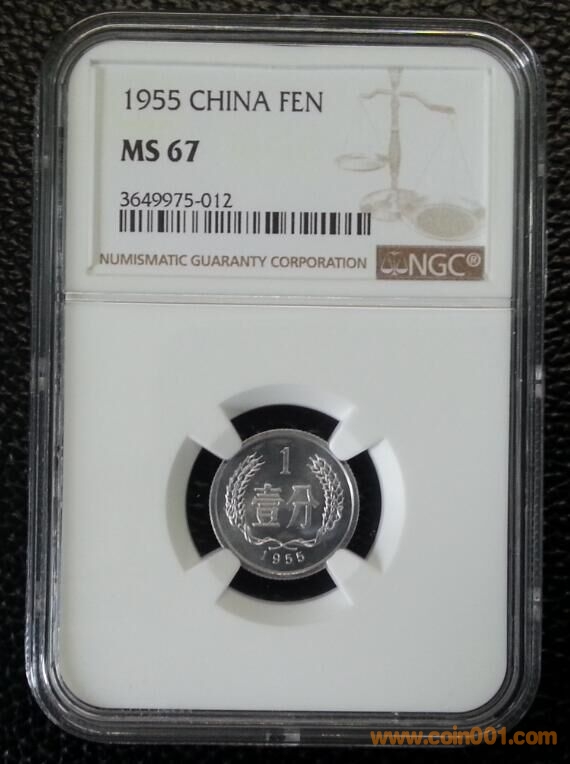 1955 CHINA FEN
MS 67
3649975-012
NUMISMATIC GUARANTY CORPORATION NGC®
1
壹分
1955
www.coin001.com